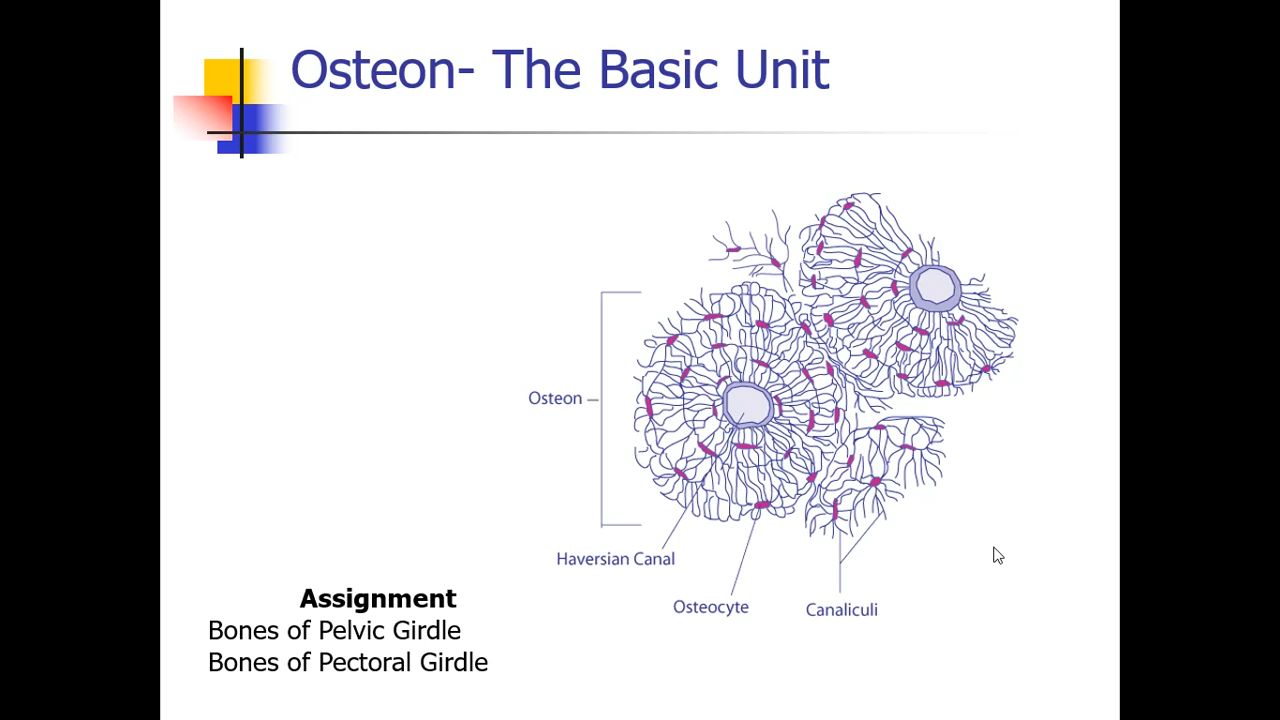 Osteon- The Basic Unit
Osteon
Haversian Canal
Osteocyte
Canaliculi
Assignment
Bones of Pelvic Girdle
Bones of Pectoral Girdle